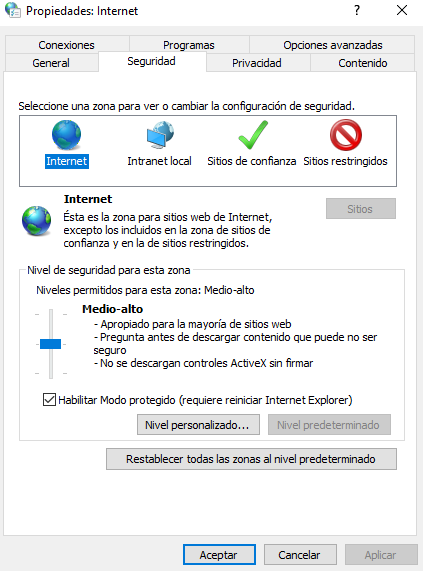 Propiedades: Internet
Conexiones Programas Opciones avanzadas
General Seguridad Privacidad Contenido
Seleccione una zona para ver o cambiar la configuración de seguridad.
Internet Intranet local Sitios de confianza Sitios restringidos
Internet
Sitios
Ésta es la zona para sitios web de Internet,
excepto los incluidos en la zona de sitios de
confianza y en la de sitios restringidos.
Nivel de seguridad para esta zona
Niveles permitidos para esta zona: Medio-alto
Medio-alto
- Apropiado para la mayoría de sitios web
- Pregunta antes de descargar contenido que puede no ser
seguro
- No se descargan controles ActiveX sin firmar
Habilitar Modo protegido (requiere reiniciar Internet Explorer)
Nivel personalizado... Nivel predeterminado
Restablecer todas las zonas al nivel predeterminado
Aceptar Cancelar Aplicar